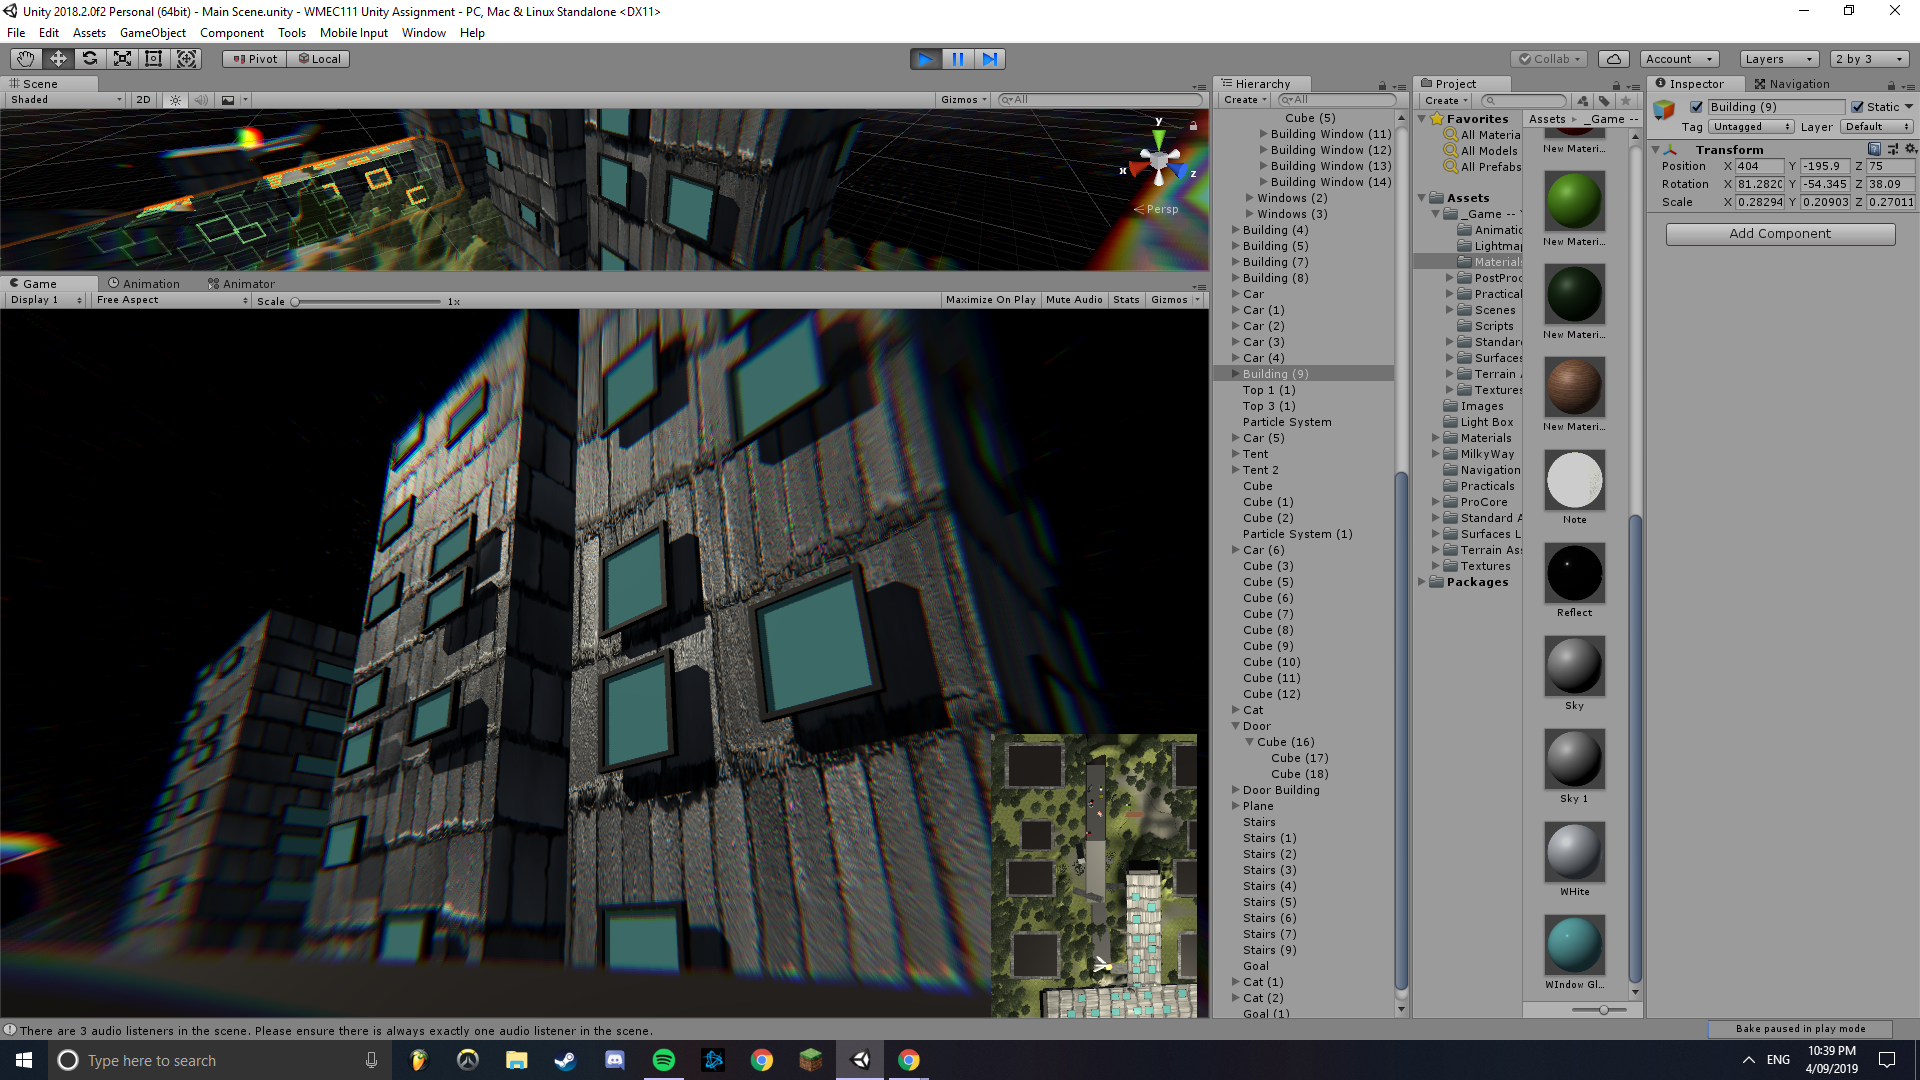 Unity 2018.2.0f2 Personal (64bit) - Main Scene.unity - WMEC111 Unity Assignment - PC, Mac & Linux Standalone <DX11>
File Edit Assets GameObject Component Tools Mobile Input Window Help
Pivot Local Collab Account Layers 2 by 3
Scene
Shaded 2D Gizmos All
y
x
z
Persp
Game Animation Animator
Display 1 Free Aspect Scale 1x Maximize On Play Mute Audio Stats Gizmos
Hierarchy
Create All
Cube (5)
Building Window (11)
Building Window (12)
Building Window (13)
Building Window (14)
Windows (2)
Windows (3)
Building (4)
Building (5)
Building (7)
Building (8)
Car
Car (1)
Car (2)
Car (3)
Car (4)
Building (9)
Top 1 (1)
Top 3 (1)
Particle System
Car (5)
Tent
Tent 2
Cube
Cube (1)
Cube (2)
Particle System (1)
Car (6)
Cube (3)
Cube (5)
Cube (6)
Cube (7)
Cube (8)
Cube (9)
Cube (10)
Cube (11)
Cube (12)
Cat
Door
Cube (16)
Cube (17)
Cube (18)
Door Building
Plane
Stairs
Stairs (1)
Stairs (2)
Stairs (3)
Stairs (4)
Stairs (5)
Stairs (6)
Stairs (7)
Stairs (9)
Goal
Cat (1)
Cat (2)
Goal (1)
Project
Create
Favorites
All Materia
All Models
All Prefabs
Assets
_Game --
Animatic
Lightmap
Materials
PostProc
Practical
Scenes
Scripts
Standard
Surfaces
Terrain
Textures
Images
Light Box
Materials
MilkyWay
Navigation
Practicals
ProCore
Standard A
Surfaces L
Terrain Ass
Textures
Packages
Assets _Game --
New Materi...
New Materi...
New Materi...
New Materi...
Note
Reflect
Sky
Sky 1
WHite
WIndow Gl...
Inspector Navigation
Building (9) Static
Tag Untagged Layer Default
Transform
Position X 404 Y -195.9 Z 75
Rotation X 81.2820 Y -54.345 Z 38.09
Scale X 0.28294 Y 0.20903 Z 0.27011
Add Component
There are 3 audio listeners in the scene. Please ensure there is always exactly one audio listener in the scene.
Bake paused in play mode
Type here to search
ENG
10:39 PM
4/09/2019